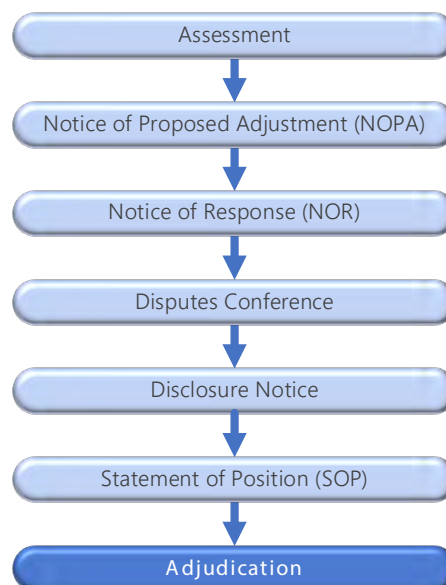 Assessment
Notice of Proposed Adjustment (NOPA)
Notice of Response (NOR)
Disputes Conference
Disclosure Notice
Statement of Position (SOP)
Adjudication